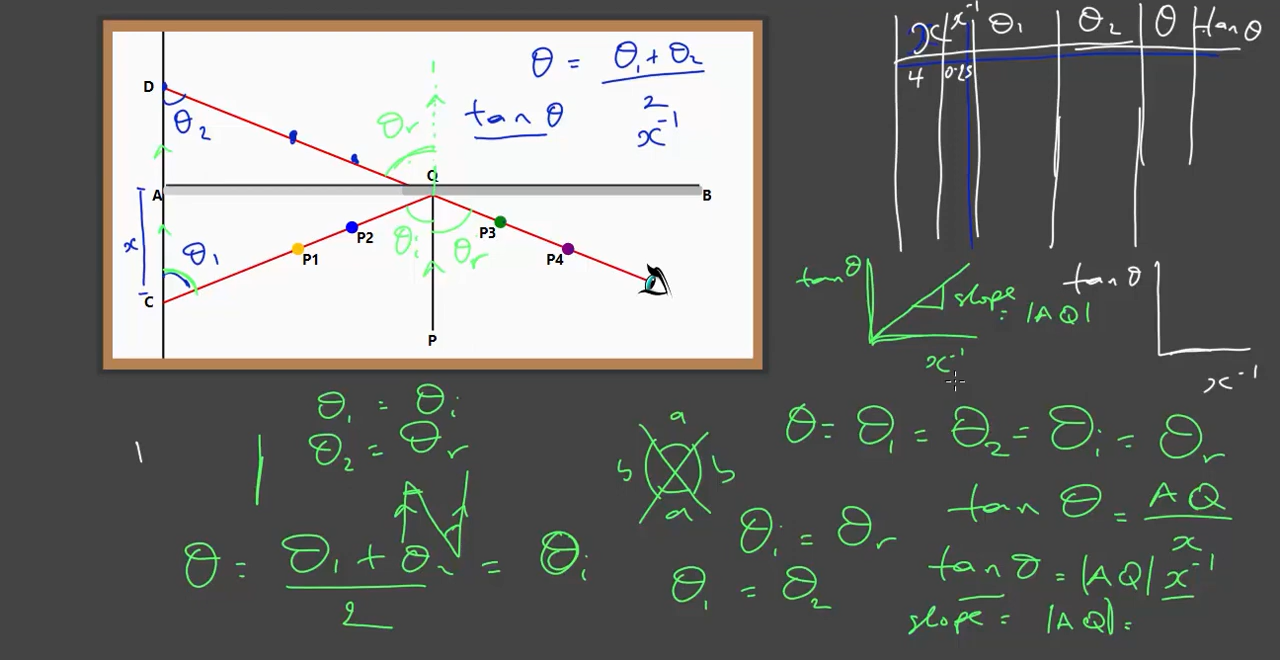 x x⁻¹ θ₁ θ₂ θ tan θ
4 0.25
θ = θ₁ + θ₂
2
tan θ x⁻¹
D
θ₂
θr
Q
A
B
x
θ₁
P1
P2
θi
θr
P3
P4
C
P
tan θ
slope
= |AQ|
x⁻¹
tan θ
x⁻¹
θ₁ = θi
θ₂ = θr
a
b b
a
θ = θ₁ = θ₂ = θi = θr
tan θ = AQ
x
θi = θr
θ = θ₁ + θ₂ = θi
2
θ₁ = θ₂
tan θ = |AQ| x⁻¹
slope = |AQ| =